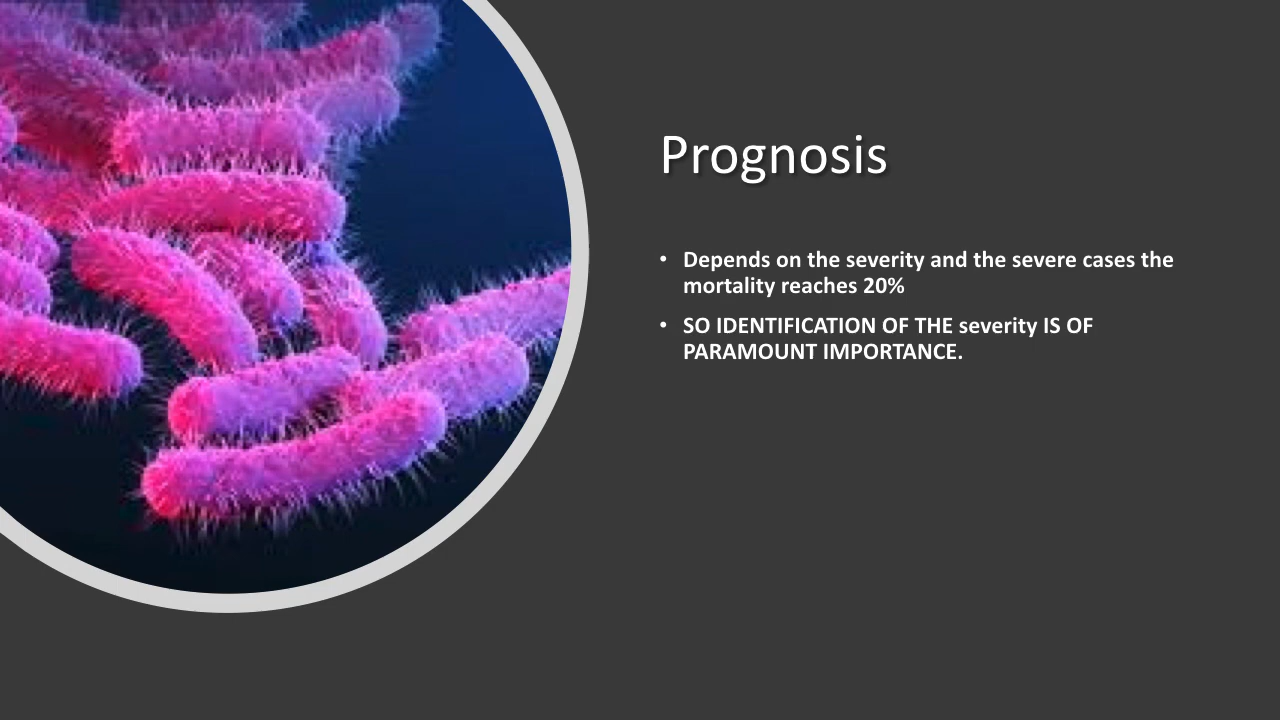 Prognosis
• Depends on the severity and the severe cases the
mortality reaches 20%
• SO IDENTIFICATION OF THE severity IS OF
PARAMOUNT IMPORTANCE.